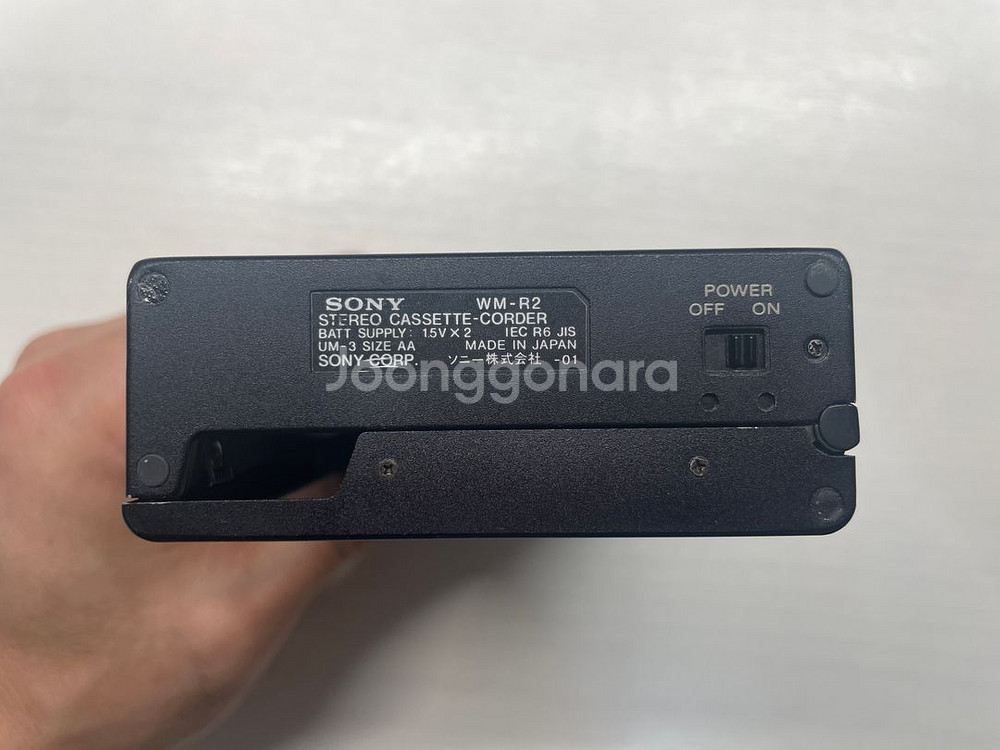 SONY WM-R2
STEREO CASSETTE-CORDER
BATT SUPPLY: 1.5V×2 IEC R6 JIS
UM-3 SIZE AA MADE IN JAPAN
SONY CORP. ソニー株式会社 -01
POWER
OFF ON
Joonggonara